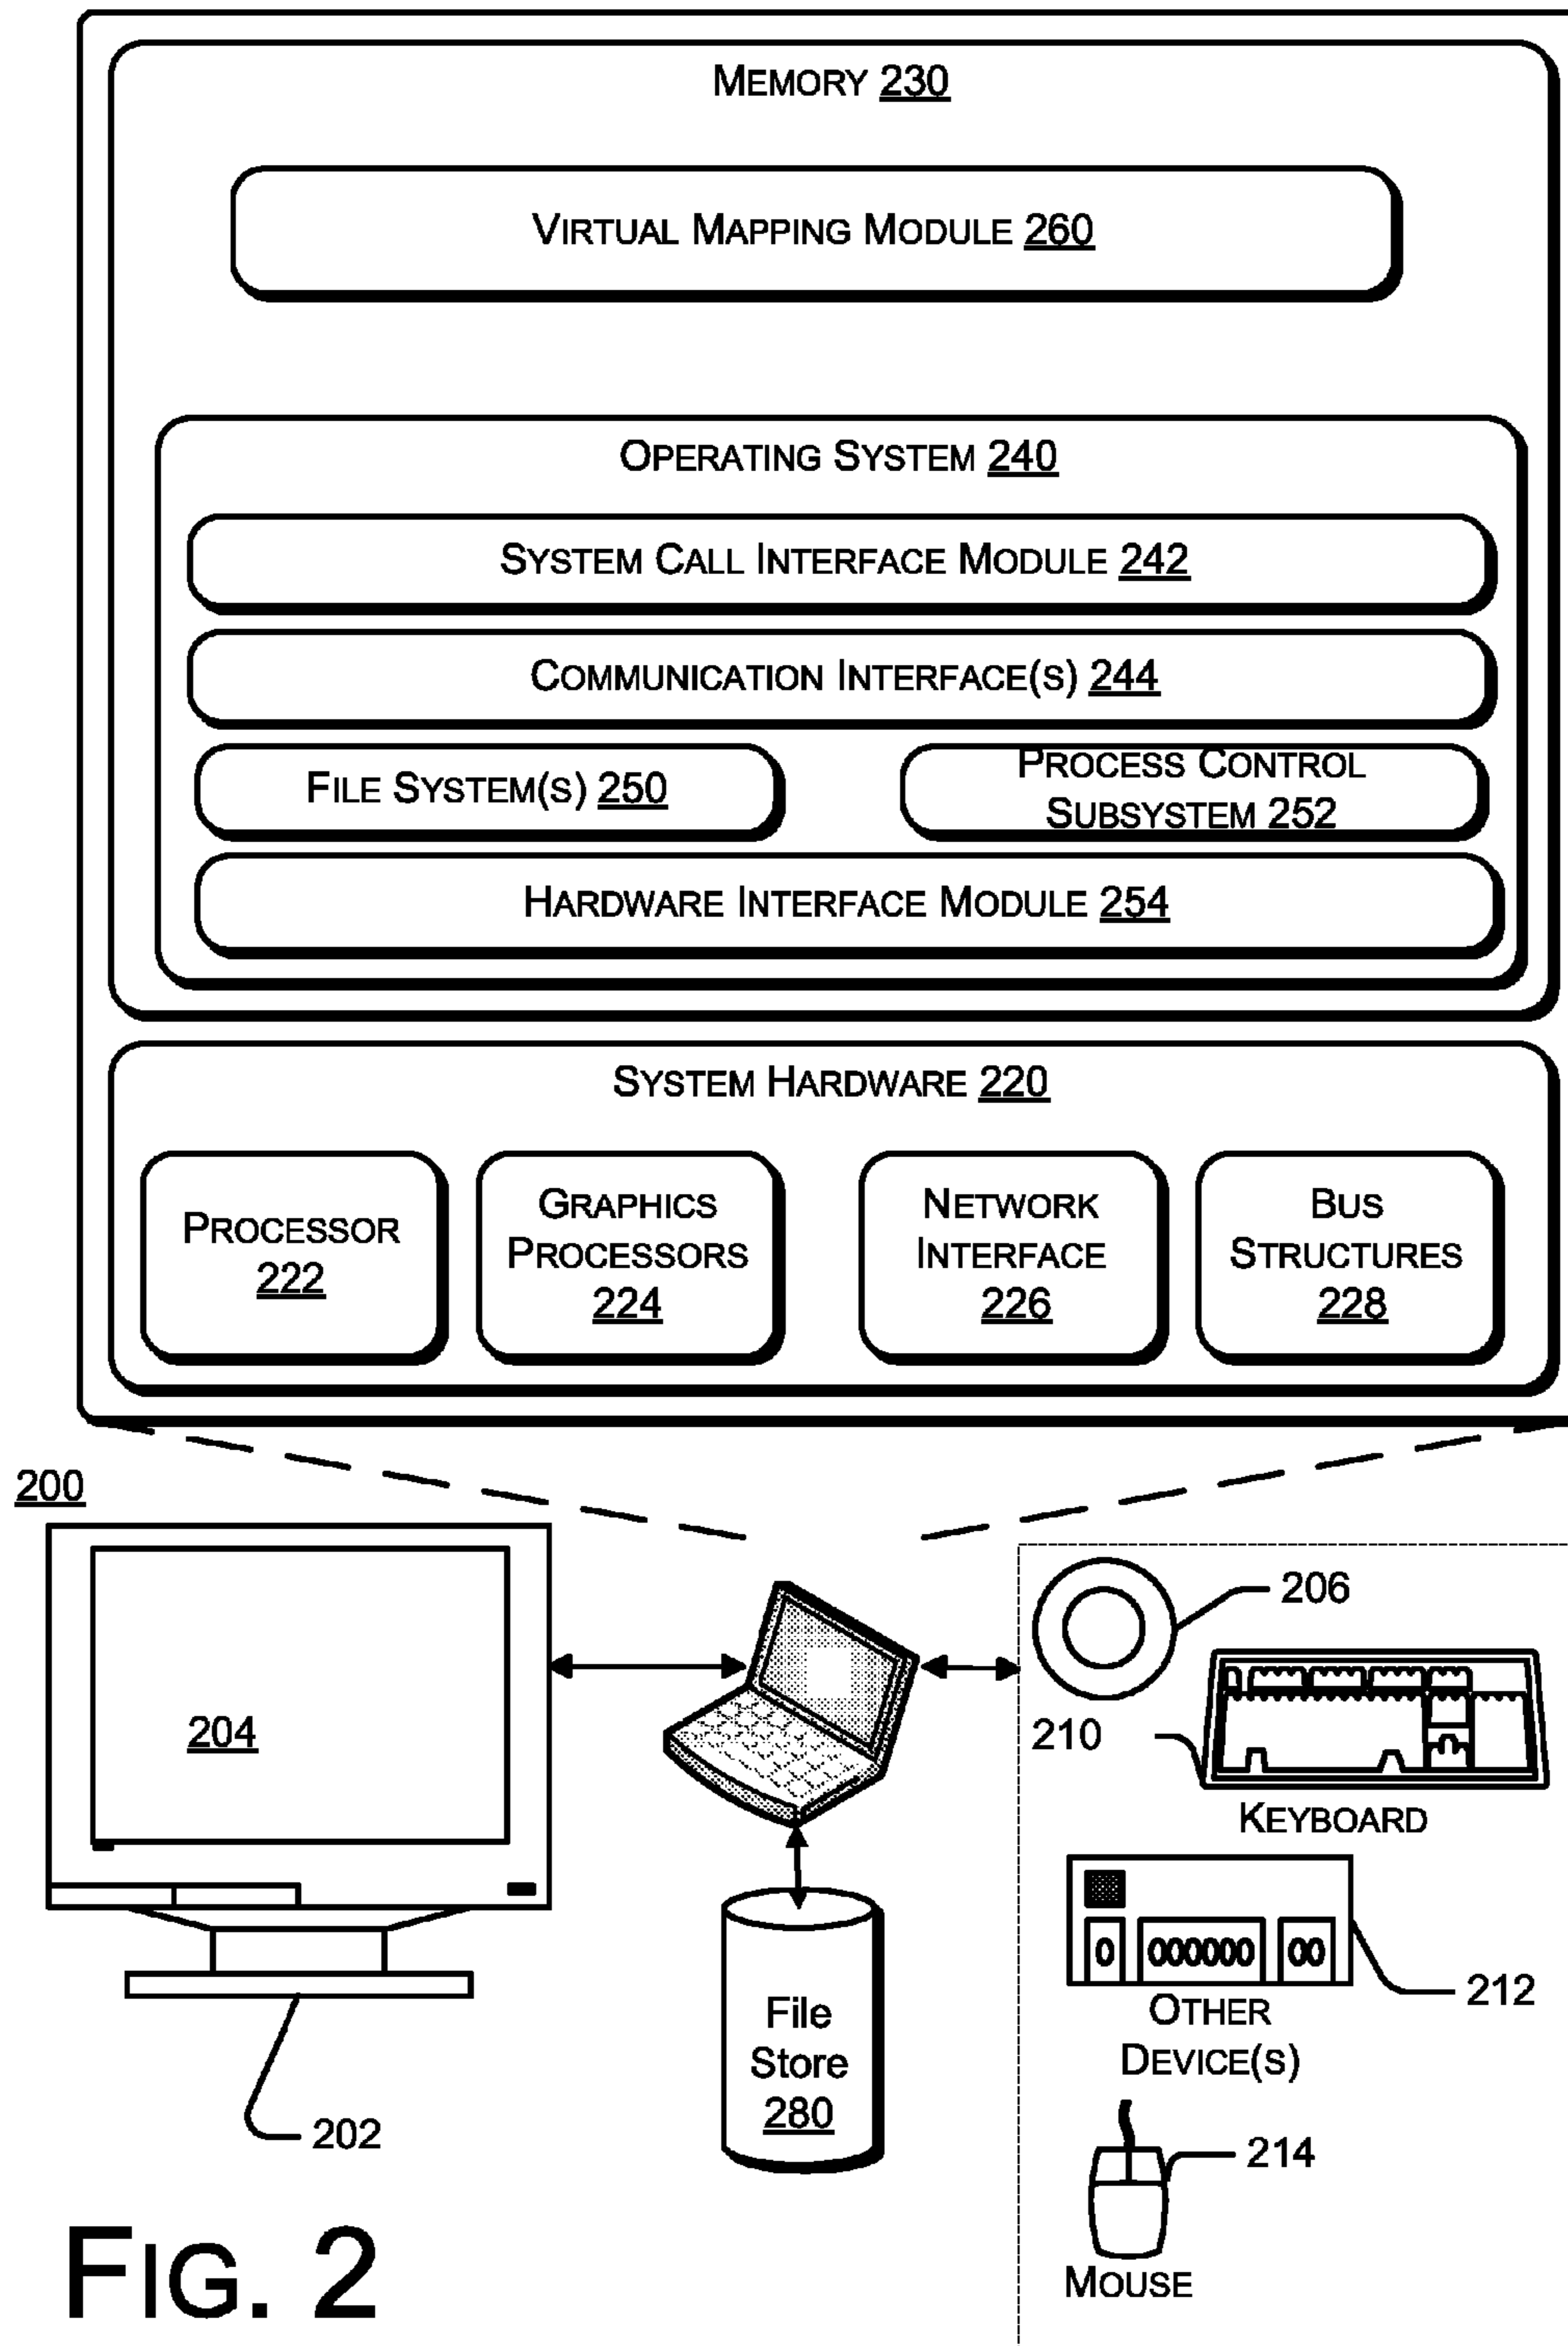 MEMORY 230
VIRTUAL MAPPING MODULE 260
OPERATING SYSTEM 240
SYSTEM CALL INTERFACE MODULE 242
COMMUNICATION INTERFACE(S) 244
FILE SYSTEM(S) 250
PROCESS CONTROL
SUBSYSTEM 252
HARDWARE INTERFACE MODULE 254
SYSTEM HARDWARE 220
PROCESSOR
222
GRAPHICS
PROCESSORS
224
NETWORK
INTERFACE
226
BUS
STRUCTURES
228
200
204
202
File
Store
280
206
210
KEYBOARD
212
OTHER
DEVICE(S)
214
MOUSE
FIG. 2